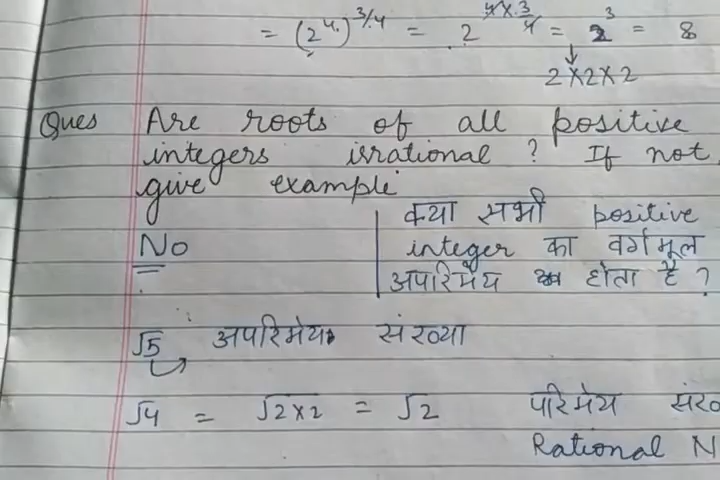 = (2⁴)^3/4 = 2^4×3/4 = 2³ = 8
2×2×2
Ques Are roots of all positive
integers irrational ? If not,
give example
No
क्या सभी positive
integer का वर्गमूल
अपरिमेय होता है ?
√5 अपरिमेय संख्या
√4 = √2×2 = √2 परिमेय
Rational N